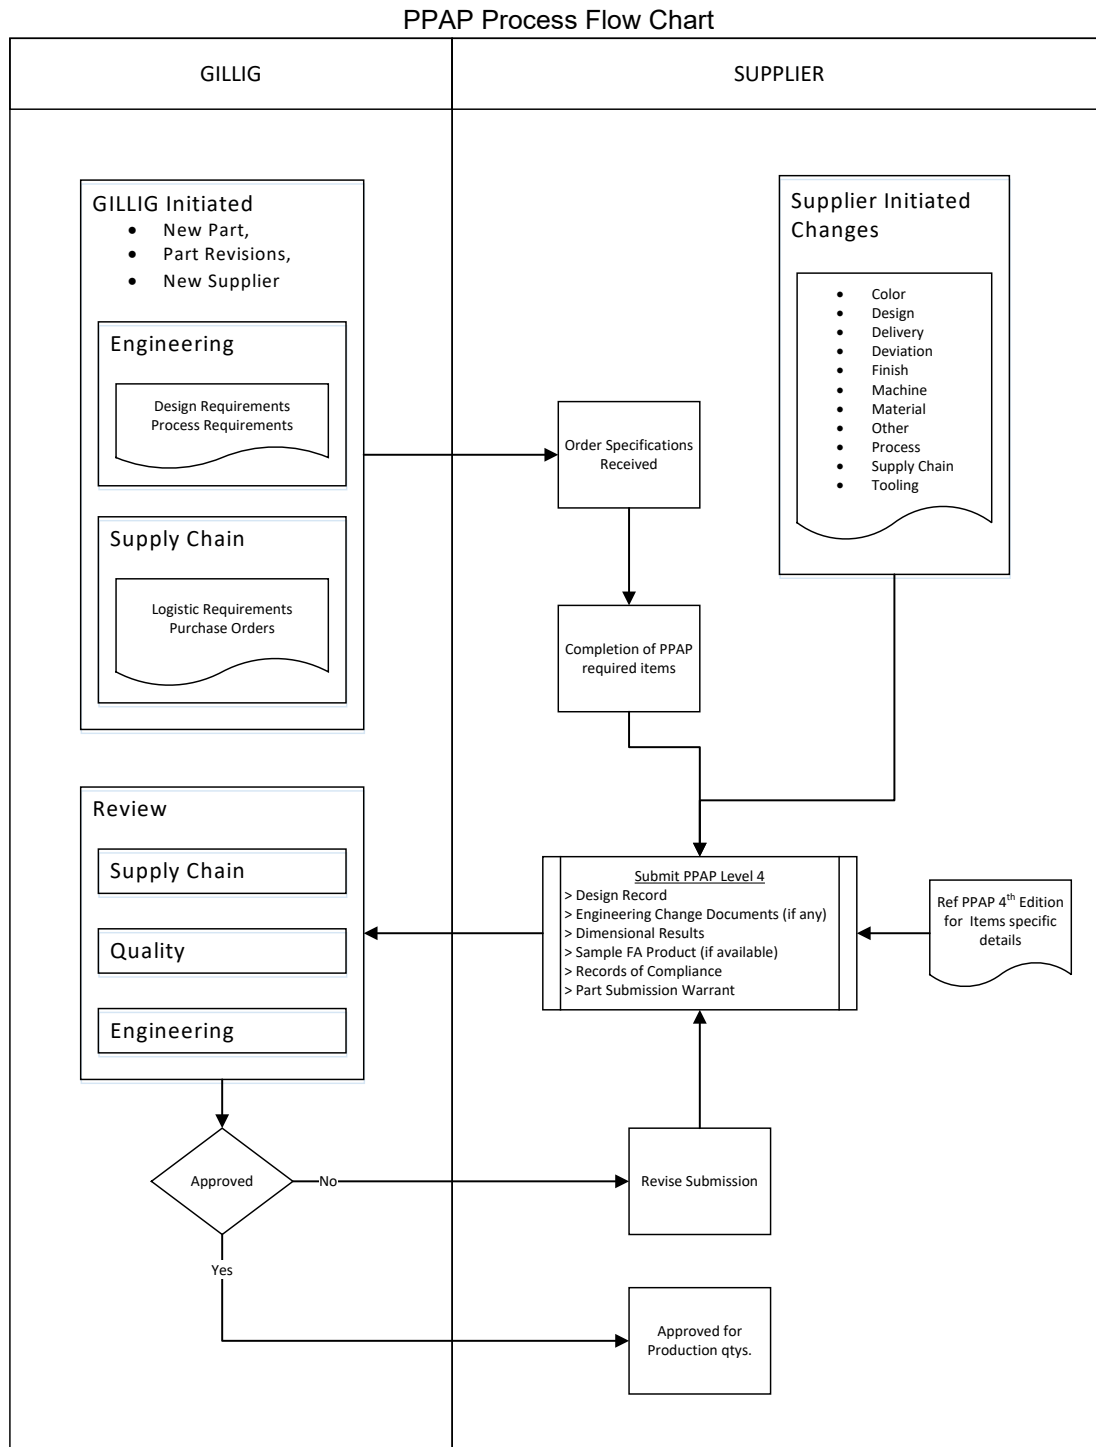 PPAP Process Flow Chart
GILLIG
SUPPLIER
GILLIG Initiated
• New Part,
• Part Revisions,
• New Supplier
Engineering
Design Requirements
Process Requirements
Supply Chain
Logistic Requirements
Purchase Orders
Order Specifications
Received
Completion of PPAP
required items
Supplier Initiated
Changes
• Color
• Design
• Delivery
• Deviation
• Finish
• Machine
• Material
• Other
• Process
• Supply Chain
• Tooling
Review
Supply Chain
Quality
Engineering
Submit PPAP Level 4
> Design Record
> Engineering Change Documents (if any)
> Dimensional Results
> Sample FA Product (if available)
> Records of Compliance
> Part Submission Warrant
Ref PPAP 4th Edition
for Items specific
details
Approved
No
Revise Submission
Yes
Approved for
Production qtys.